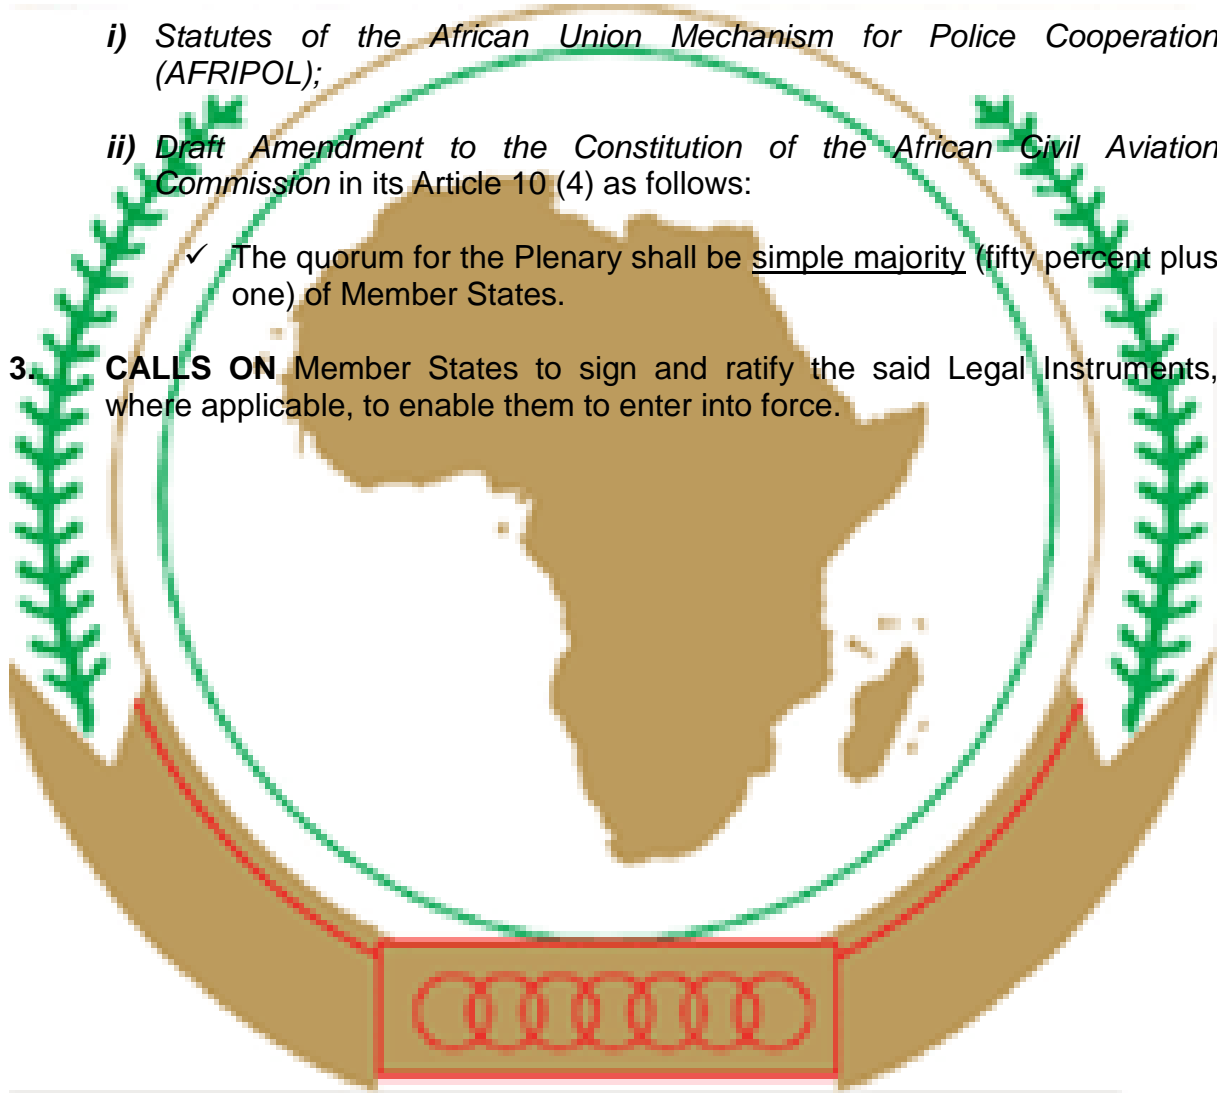 i) Statutes of the African Union Mechanism for Police Cooperation
(AFRIPOL);
ii) Draft Amendment to the Constitution of the African Civil Aviation
Commission in its Article 10 (4) as follows:
✓ The quorum for the Plenary shall be simple majority (fifty percent plus
one) of Member States.
3. CALLS ON Member States to sign and ratify the said Legal Instruments,
where applicable, to enable them to enter into force.